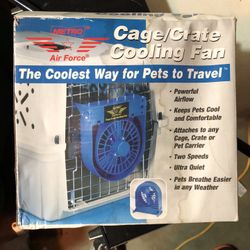 METRO
Air Force®
Cage/Crate
Cooling Fan
The Coolest Way for Pets to Travel™
• Powerful
Airflow
• Keeps Pets Cool
and Comfortable
• Attaches to any
Cage, Crate or
Pet Carrier
• Two Speeds
• Ultra Quiet
• Pets Breathe Easier
in any Weather